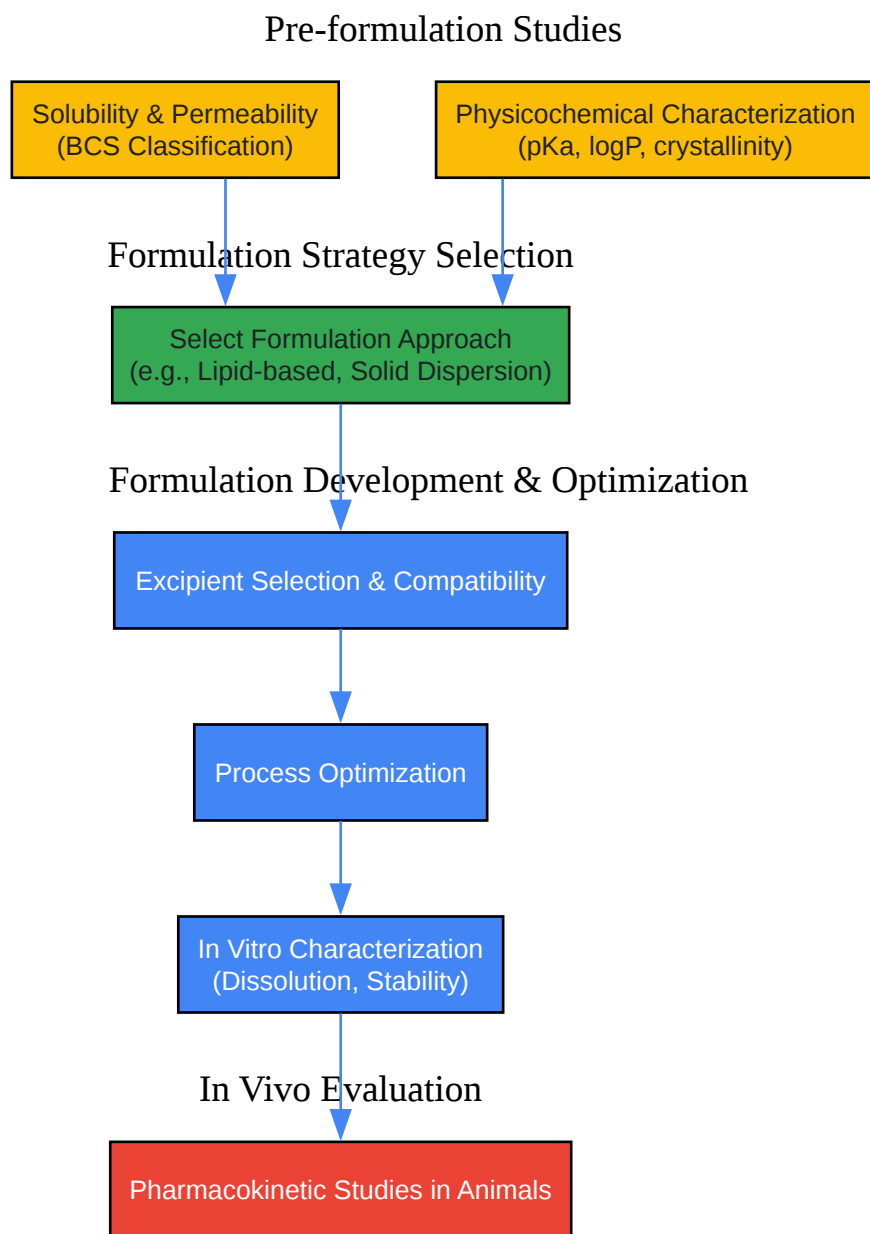 Pre-formulation Studies
Solubility & Permeability
(BCS Classification)
Physicochemical Characterization
(pKa, logP, crystallinity)
Formulation Strategy Selection
Select Formulation Approach
(e.g., Lipid-based, Solid Dispersion)
Formulation Development & Optimization
Excipient Selection & Compatibility
Process Optimization
In Vitro Characterization
(Dissolution, Stability)
In Vivo Evaluation
Pharmacokinetic Studies in Animals